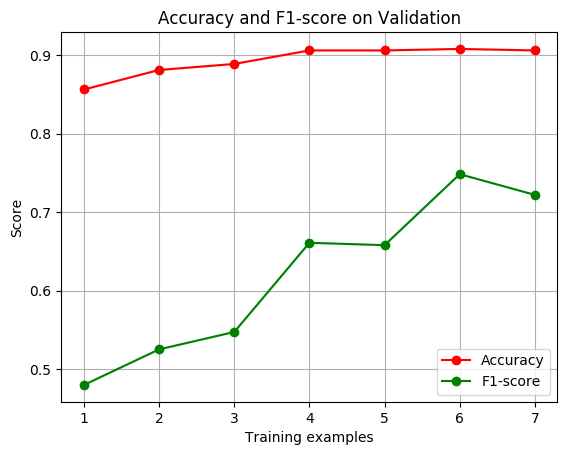 Accuracy and F1-score on Validation
0.9
0.8
0.7
0.6
0.5
Score
Accuracy
F1-score
1 2 3 4 5 6 7
Training examples